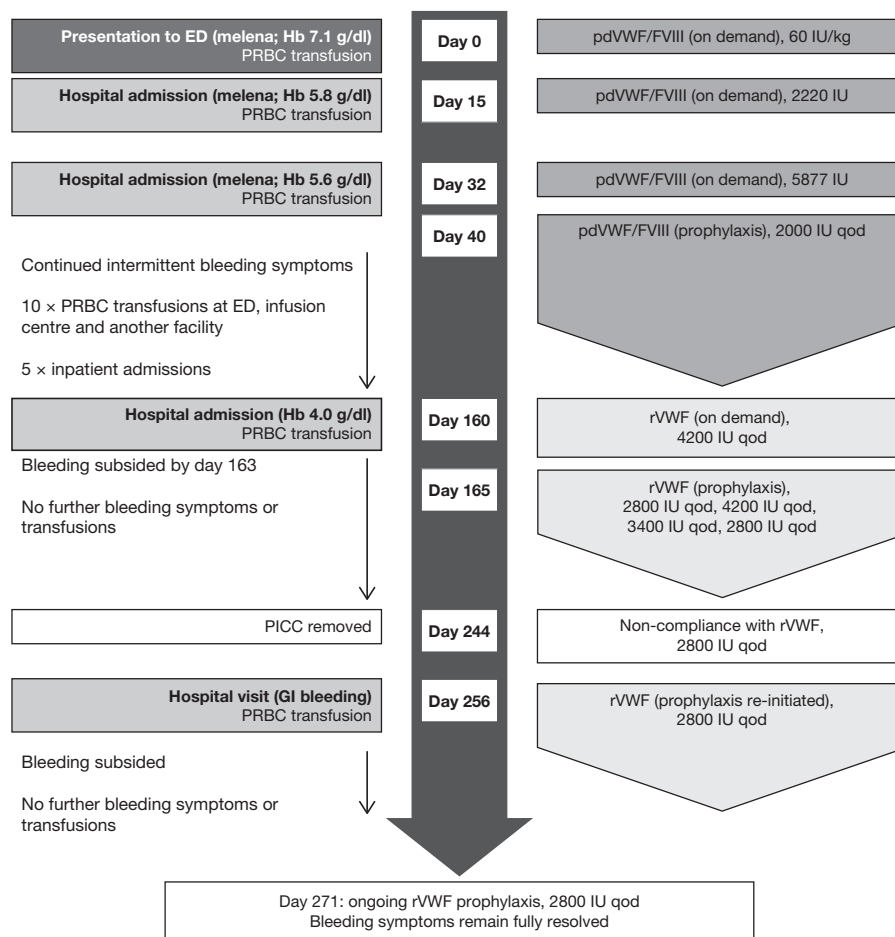 Presentation to ED (melena; Hb 7.1 g/dl)
PRBC transfusion
Day 0
pdVWF/FVIII (on demand), 60 IU/kg
Hospital admission (melena; Hb 5.8 g/dl)
PRBC transfusion
Day 15
pdVWF/FVIII (on demand), 2220 IU
Hospital admission (melena; Hb 5.6 g/dl)
PRBC transfusion
Day 32
pdVWF/FVIII (on demand), 5877 IU
Day 40
pdVWF/FVIII (prophylaxis), 2000 IU qod
Continued intermittent bleeding symptoms
10 × PRBC transfusions at ED, infusion
centre and another facility
5 × inpatient admissions
Hospital admission (Hb 4.0 g/dl)
PRBC transfusion
Day 160
rVWF (on demand),
4200 IU qod
Bleeding subsided by day 163
No further bleeding symptoms or
transfusions
Day 165
rVWF (prophylaxis),
2800 IU qod, 4200 IU qod,
3400 IU qod, 2800 IU qod
PICC removed
Day 244
Non-compliance with rVWF,
2800 IU qod
Hospital visit (GI bleeding)
PRBC transfusion
Day 256
rVWF (prophylaxis re-initiated),
2800 IU qod
Bleeding subsided
No further bleeding symptoms or
transfusions
Day 271: ongoing rVWF prophylaxis, 2800 IU qod
Bleeding symptoms remain fully resolved